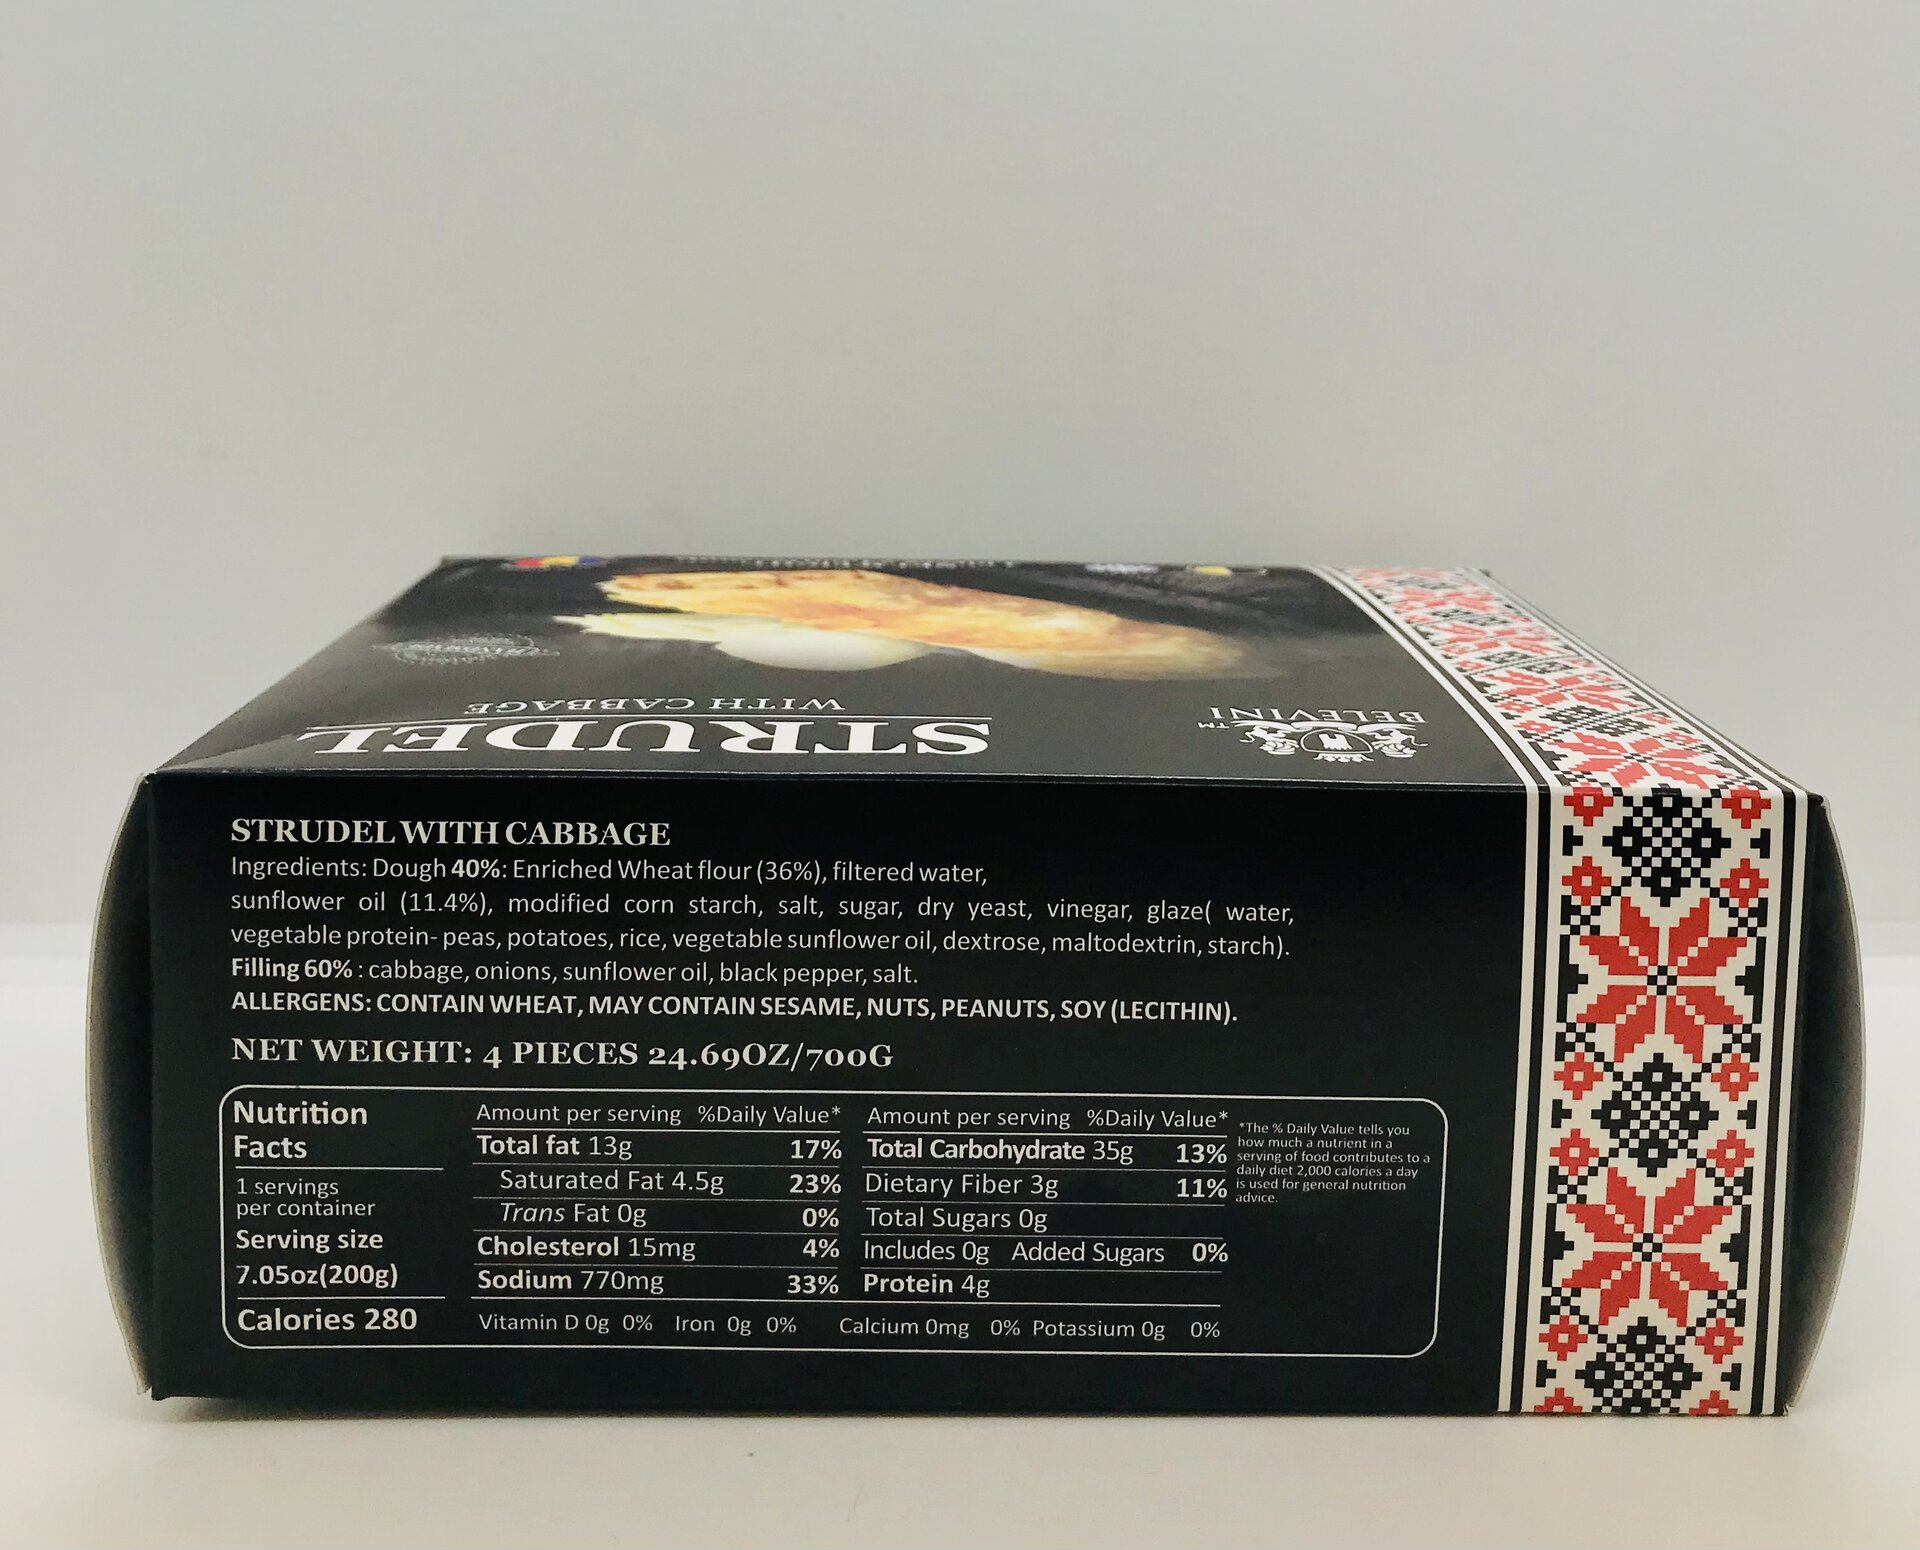 BELEVINI™
STRUDEL
WITH CABBAGE
STRUDEL WITH CABBAGE
Ingredients: Dough 40%: Enriched Wheat flour (36%), filtered water,
sunflower oil (11.4%), modified corn starch, salt, sugar, dry yeast, vinegar, glaze( water,
vegetable protein- peas, potatoes, rice, vegetable sunflower oil, dextrose, maltodextrin, starch).
Filling 60% : cabbage, onions, sunflower oil, black pepper, salt.
ALLERGENS: CONTAIN WHEAT, MAY CONTAIN SESAME, NUTS, PEANUTS, SOY (LECITHIN).
NET WEIGHT: 4 PIECES 24.69OZ/700G
Nutrition
Facts
1 servings
per container
Serving size
7.05oz(200g)
Calories 280
Amount per serving %Daily Value*
Total fat 13g 17%
Saturated Fat 4.5g 23%
Trans Fat 0g 0%
Cholesterol 15mg 4%
Sodium 770mg 33%
Amount per serving %Daily Value*
Total Carbohydrate 35g 13%
Dietary Fiber 3g 11%
Total Sugars 0g
Includes 0g Added Sugars 0%
Protein 4g
Vitamin D 0g 0% Iron 0g 0% Calcium 0mg 0% Potassium 0g 0%
*The % Daily Value tells you
how much a nutrient in a
serving of food contributes to a
daily diet 2,000 calories a day
is used for general nutrition
advice.